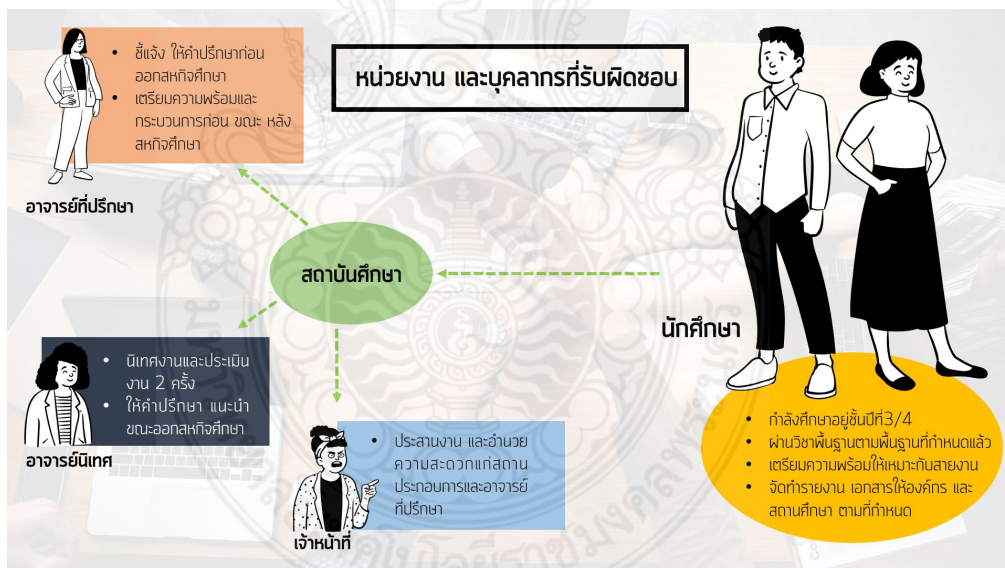 หน่วยงาน และบุคลากรที่รับผิดชอบ
• ชี้แจง ให้คำปรึกษาก่อน
ออกสหกิจศึกษา
• เตรียมความพร้อมและ
กระบวนการก่อน ขณะ หลัง
สหกิจศึกษา
อาจารย์ที่ปรึกษา
สถาบันศึกษา
นักศึกษา
• นิเทศงานและประเมิน
งาน 2 ครั้ง
• ให้คำปรึกษา แนะนำ
ขณะออกสหกิจศึกษา
อาจารย์นิเทศ
• ประสานงาน และอำนวย
ความสะดวกแก่สถาน
ประกอบการและอาจารย์
ที่ปรึกษา
เจ้าหน้าที่
• กำลังศึกษาอยู่ชั้นปีที่3/4
• ผ่านวิชาพื้นฐานตามพื้นฐานที่กำหนดแล้ว
• เตรียมความพร้อมให้เหมาะกับสายงาน
• จัดทำรายงาน เอกสารให้องค์กร และ
สถานศึกษา ตามที่กำหนด